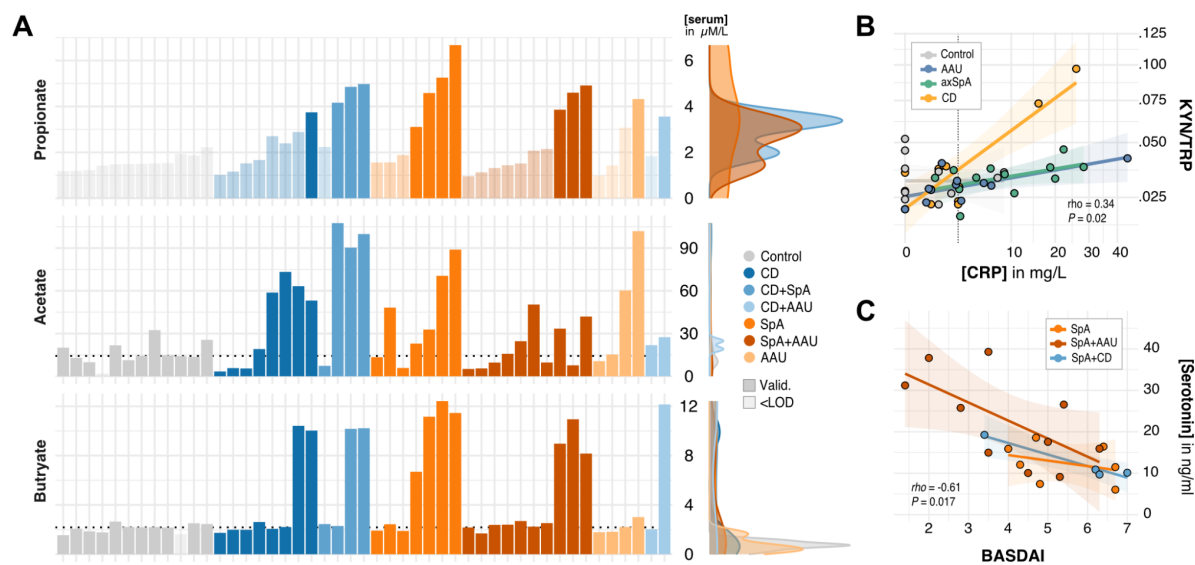 A
[serum]
in µM/L
Propionate
6
4
2
0
Acetate
90
60
30
0
Butryate
12
8
4
0
Control
CD
CD+SpA
CD+AAU
SpA
SpA+AAU
AAU
Valid.
<LOD
B
Control
AAU
axSpA
CD
.125
.100
.075
.050
.025
KYN/TRP
rho = 0.34
P = 0.02
0
10
20
30
40
[CRP] in mg/L
C
SpA
SpA+AAU
SpA+CD
40
30
20
10
0
[Serotonin] in ng/ml
rho = -0.61
P = 0.017
2
3
4
5
6
7
BASDAI